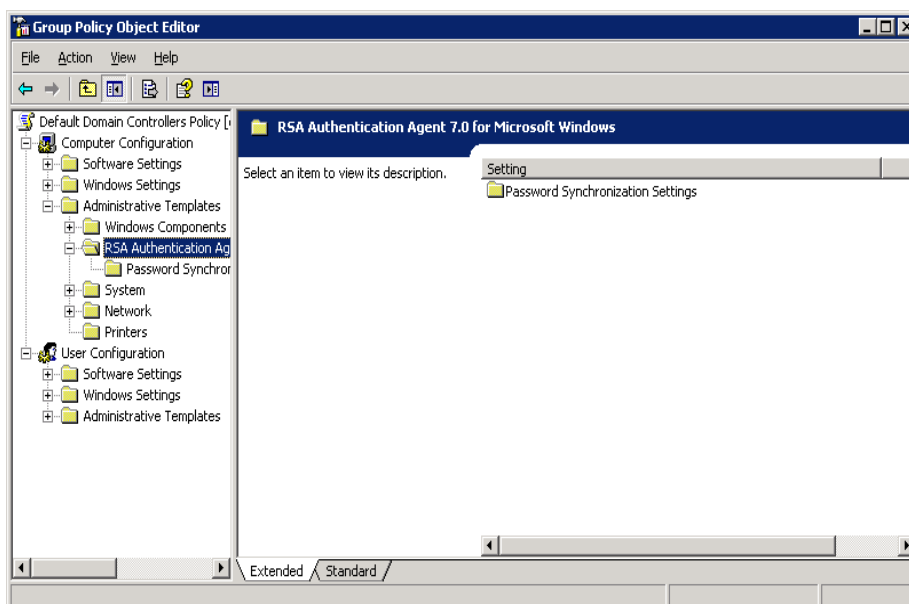 Group Policy Object Editor
File Action View Help
Default Domain Controllers Policy [
Computer Configuration
Software Settings
Windows Settings
Administrative Templates
Windows Components
RSA Authentication Ag
Password Synchron
System
Network
Printers
User Configuration
Software Settings
Windows Settings
Administrative Templates
RSA Authentication Agent 7.0 for Microsoft Windows
Select an item to view its description.
Setting
Password Synchronization Settings
Extended Standard